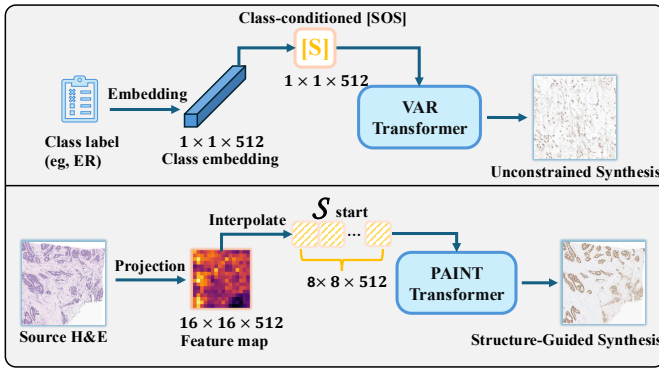 Class-conditioned [SOS]
[S]
Embedding
1 × 1 × 512
Class label
(eg, ER)
1 × 1 × 512
Class embedding
VAR
Transformer
Unconstrained Synthesis
S start
Interpolate
...
Projection
8× 8 × 512
PAINT
Transformer
16 × 16 × 512
Source H&E
Feature map
Structure-Guided Synthesis